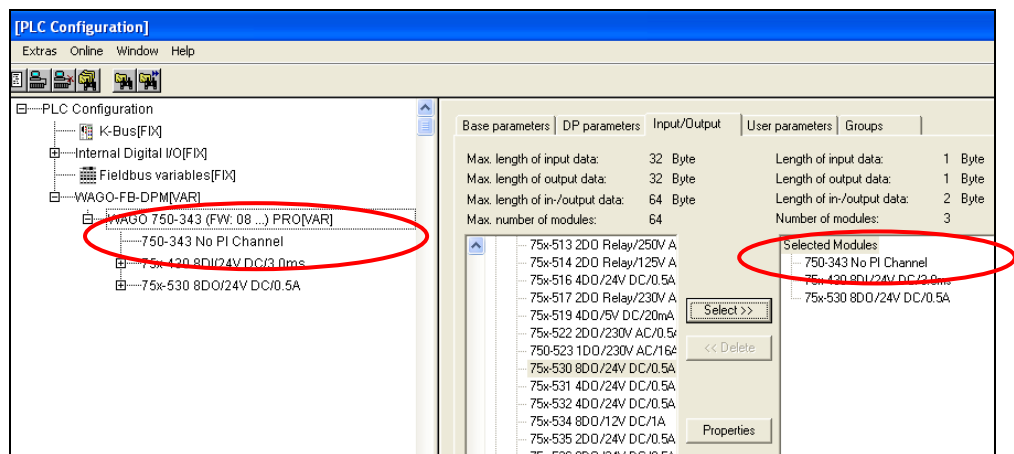 [PLC Configuration]
Extras Online Window Help
PLC Configuration
K-Bus[FIX]
Internal Digital I/O[FIX]
Fieldbus variables[FIX]
WAGO-FB-DPM[VAR]
WAGO 750-343 (FW: 08 ...) PRO[VAR]
750-343 No PI Channel
75x-430 8DI/24V DC/3.0ms
75x-530 8DO/24V DC/0.5A
Base parameters DP parameters Input/Output User parameters Groups
Max. length of input data: 32 Byte Length of input data: 1 Byte
Max. length of output data: 32 Byte Length of output data: 1 Byte
Max. length of in-/output data: 64 Byte Length of in-/output data: 2 Byte
Max. number of modules: 64 Number of modules: 3
75x-513 2DO Relay/250V A
75x-514 2DO Relay/125V A
75x-516 4DO/24V DC/0.5A
75x-517 2DO Relay/230V A
75x-519 4DO/5V DC/20mA
75x-522 2DO/230V AC/0.5
750-523 1DO/230V AC/16A
75x-530 8DO/24V DC/0.5A
75x-531 4DO/24V DC/0.5A
75x-532 4DO/24V DC/0.5A
75x-534 8DO/12V DC/1A
75x-535 2DO/24V DC/0.5A
Select >>
<< Delete
Properties
Selected Modules
750-343 No PI Channel
75x-430 8DI/24V DC/3.0ms
75x-530 8DO/24V DC/0.5A